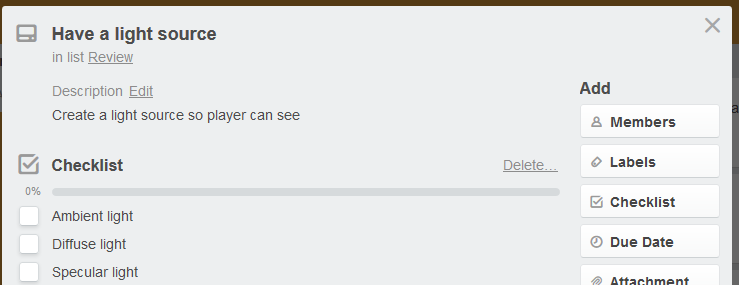 Have a light source
in list Review
Description Edit
Create a light source so player can see
Add
Members
Labels
Checklist
Due Date
Attachment
Checklist
Delete...
0%
Ambient light
Diffuse light
Specular light